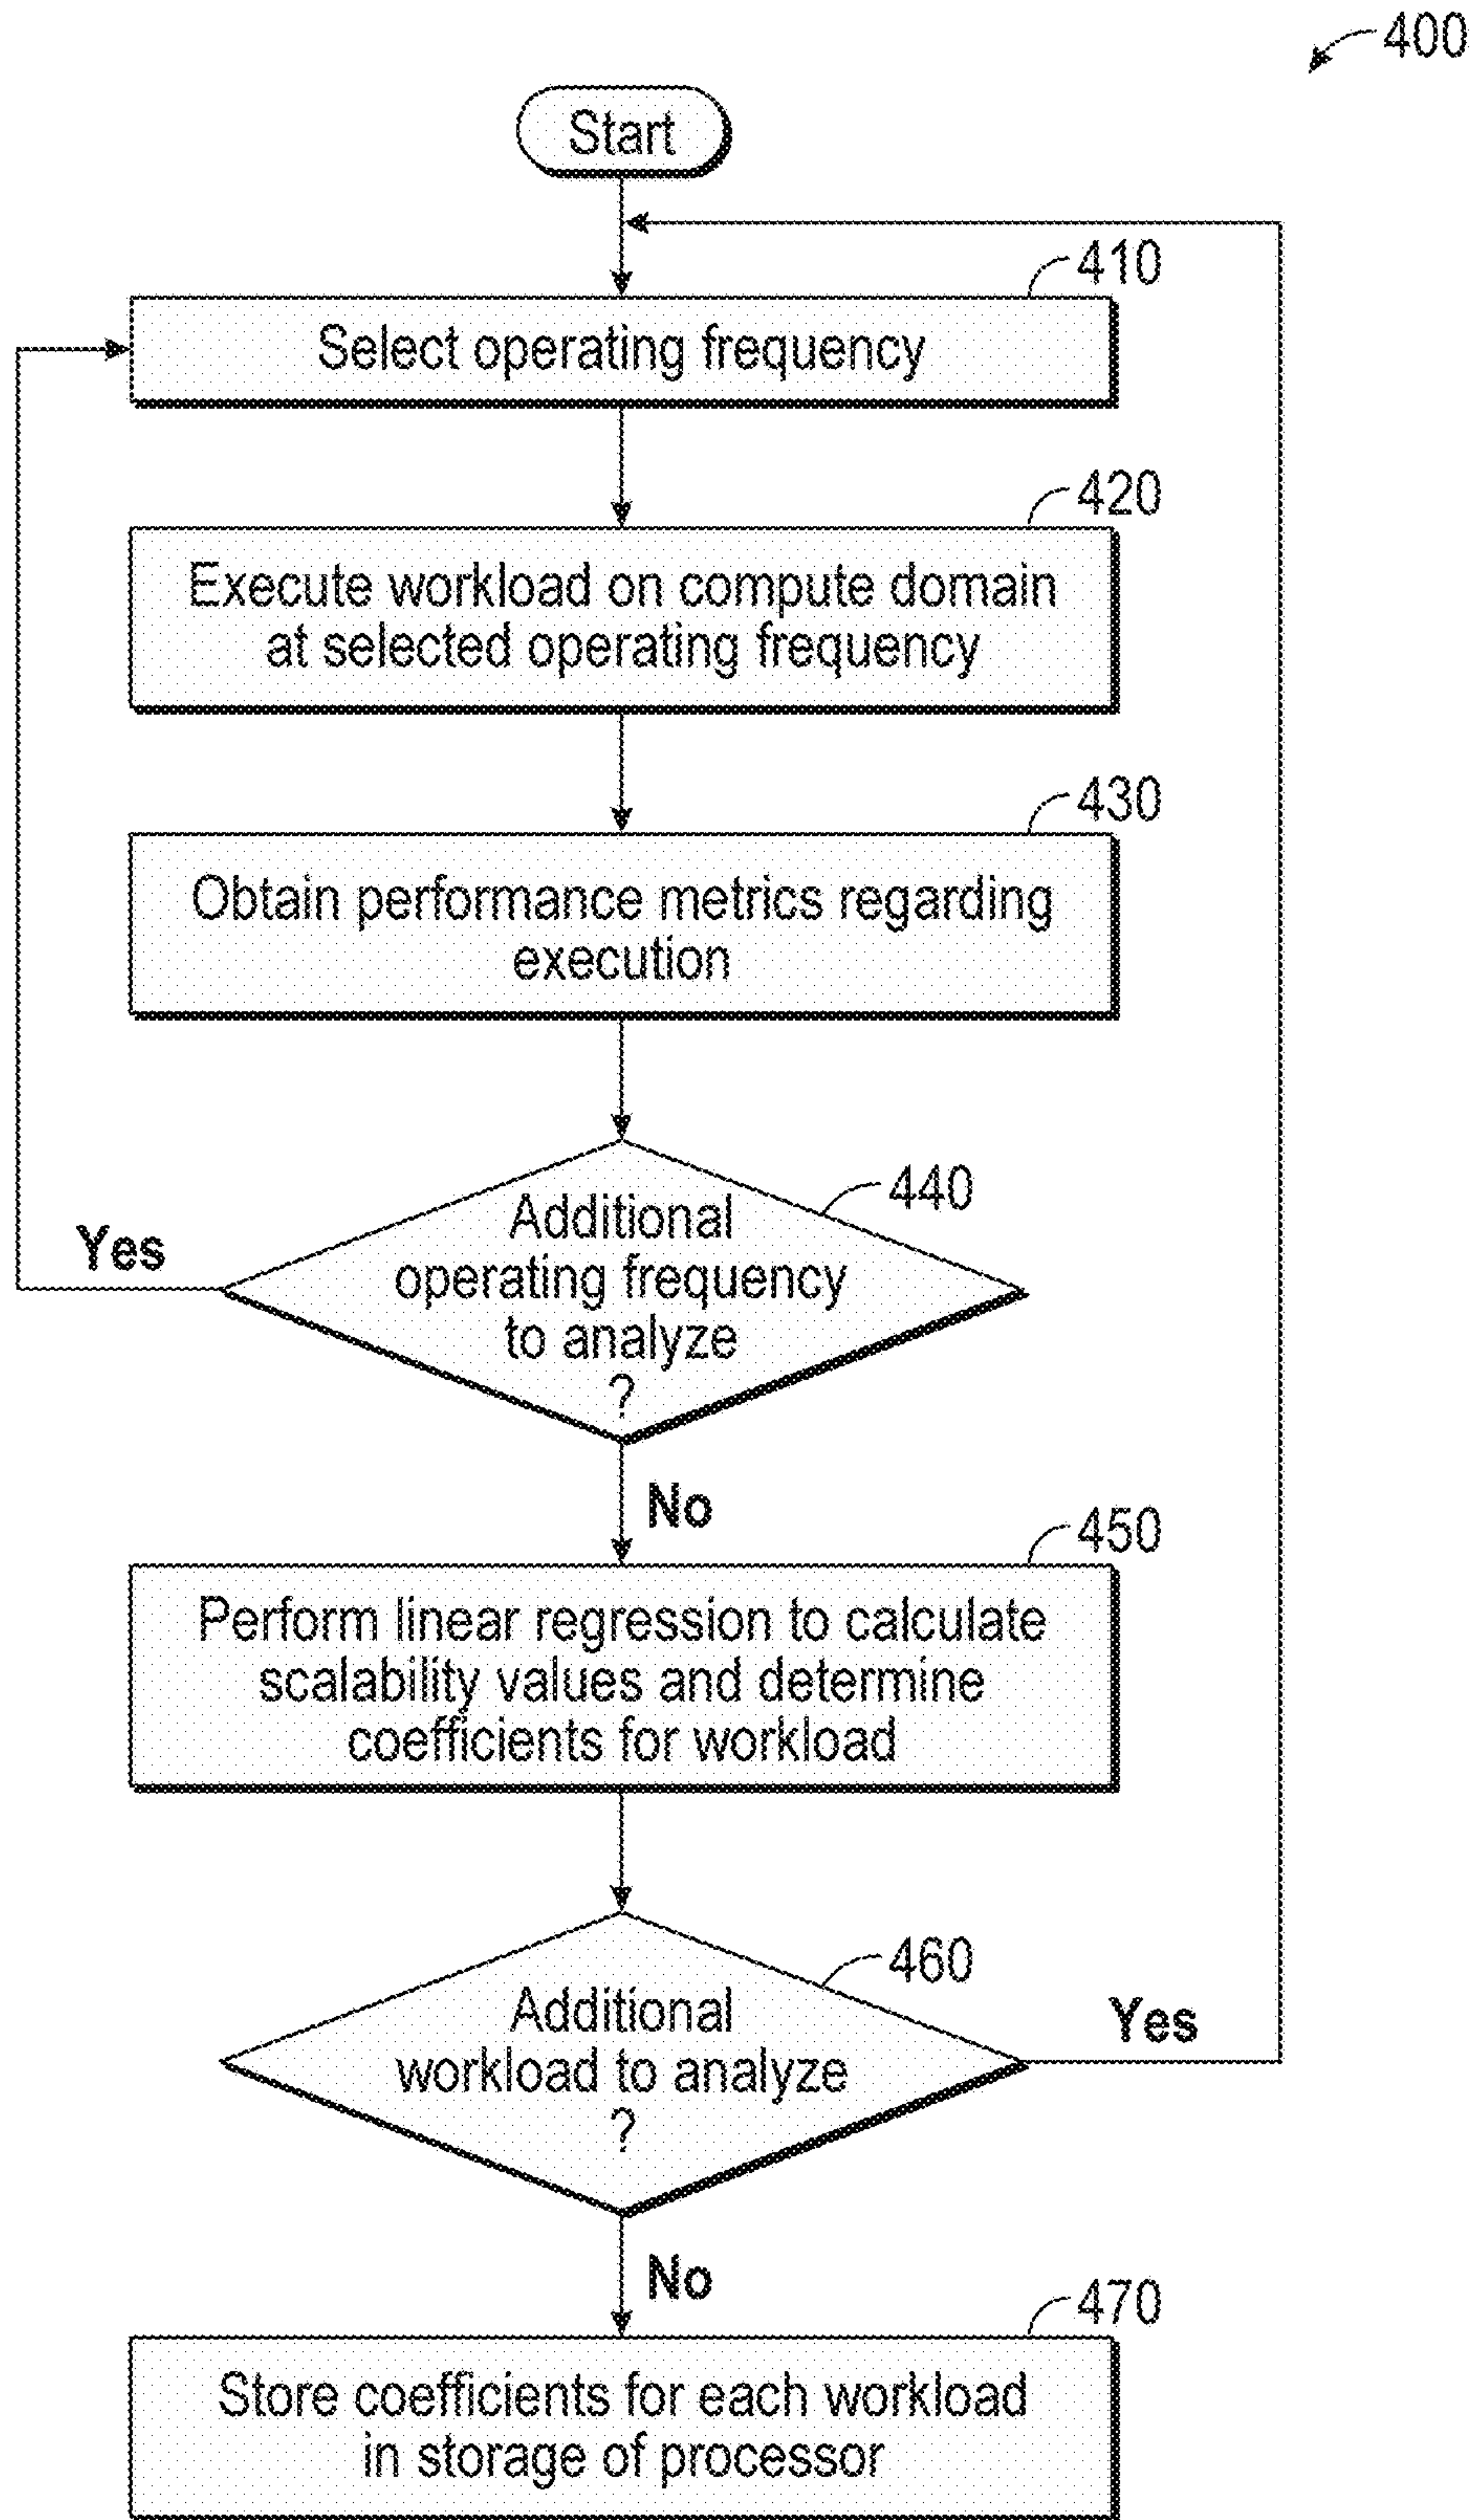 400
Start
410
Select operating frequency
420
Execute workload on compute domain
at selected operating frequency
430
Obtain performance metrics regarding
execution
440
Additional
operating frequency
to analyze
?
Yes
No
450
Perform linear regression to calculate
scalability values and determine
coefficients for workload
460
Additional
workload to analyze
?
Yes
No
470
Store coefficients for each workload
in storage of processor